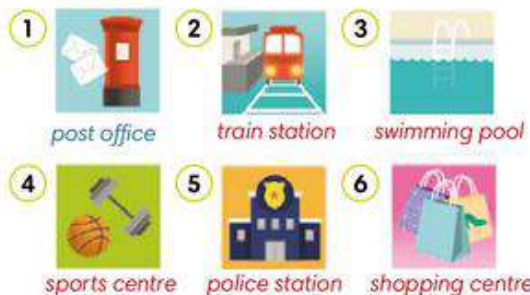 1 2 3
post office train station swimming pool
4 5 6
sports centre police station shopping centre